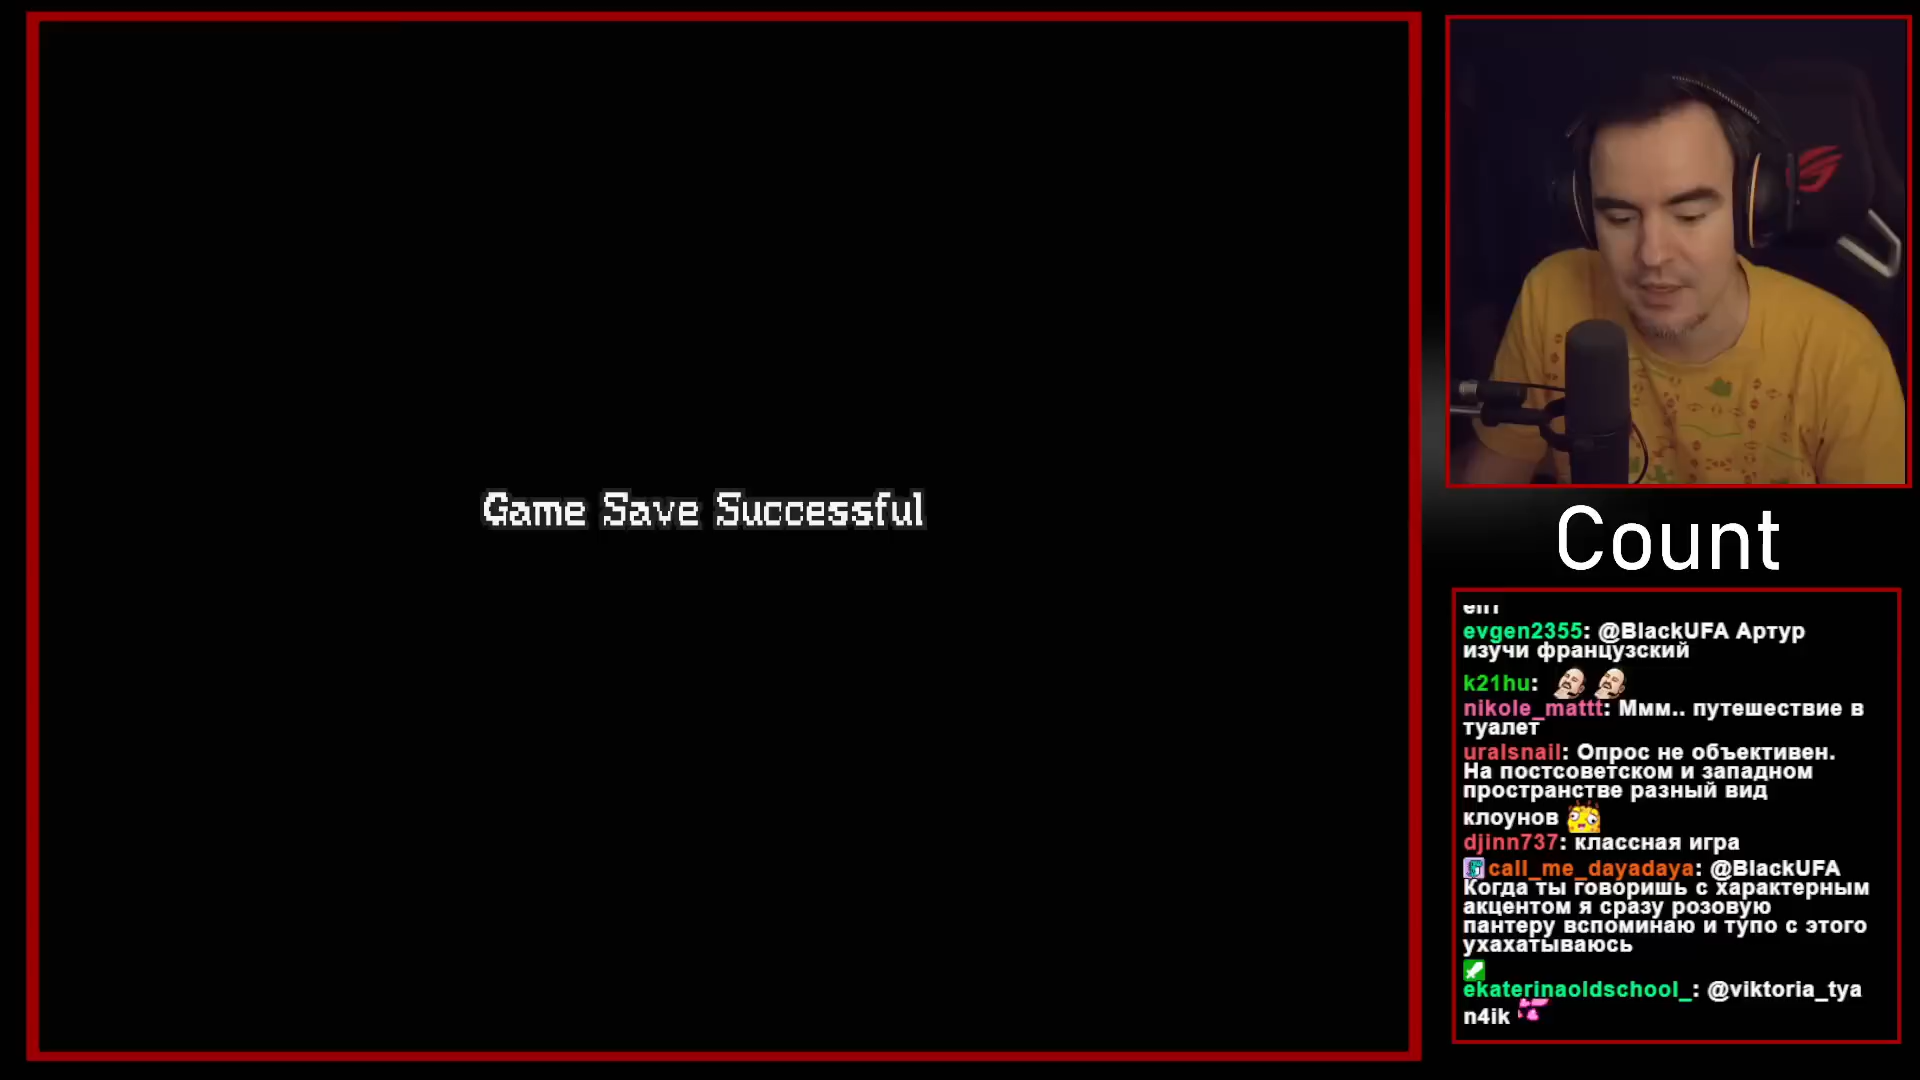 Game Save Successful
Count
evgen2355: @BlackUFA Артур
изучи французский
k21hu:
nikole_mattt: Ммм.. путешествие в
туалет
uralsnail: Опрос не объективен.
На постсоветском и западном
пространстве разный вид
клоунов
djinn737: классная игра
call_me_dayadaya: @BlackUFA
Когда ты говоришь с характерным
акцентом я сразу розовую
пантеру вспоминаю и тупо с этого
ухахатываюсь
ekaterinaoldschool_: @viktoria_tya
n4ik